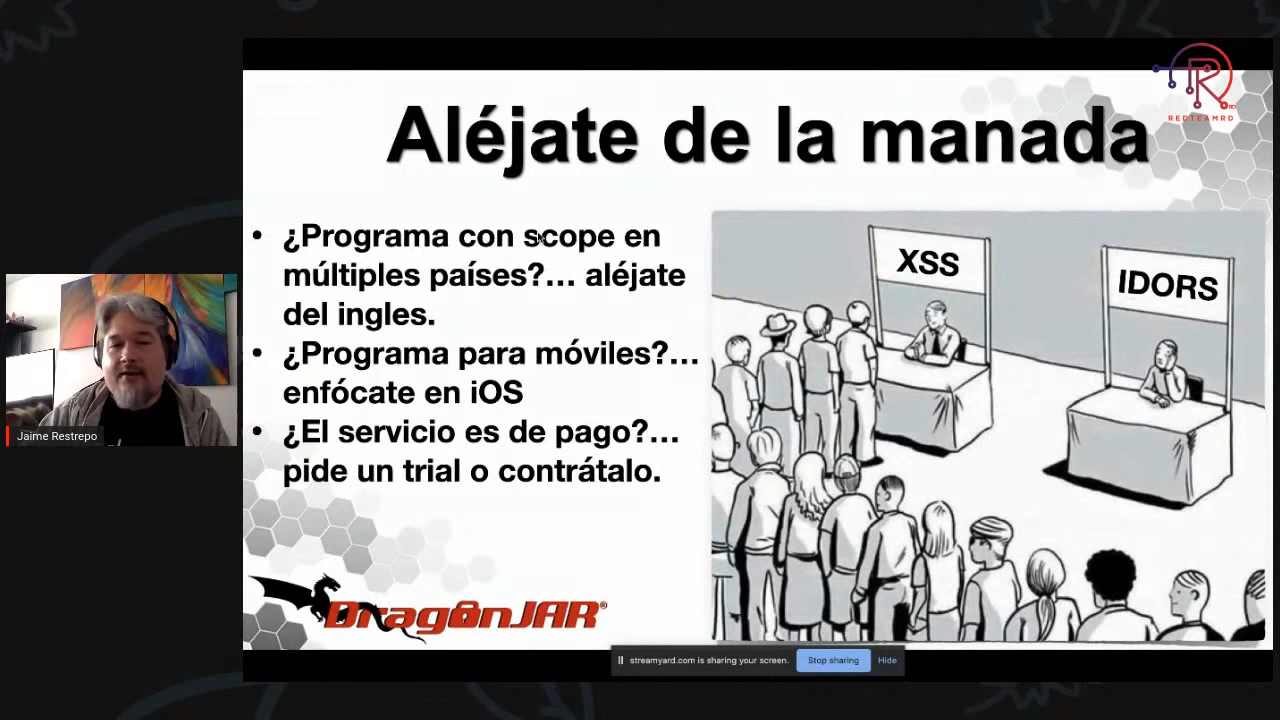 Aléjate de la manada
REDTEAMRD
• ¿Programa con scope en
múltiples países?... aléjate
del ingles.
• ¿Programa para móviles?...
enfócate en iOS
• ¿El servicio es de pago?...
pide un trial o contrátalo.
XSS
IDORS
Jaime Restrepo
DragonJAR®
streamyard.com is sharing your screen.
Stop sharing
Hide